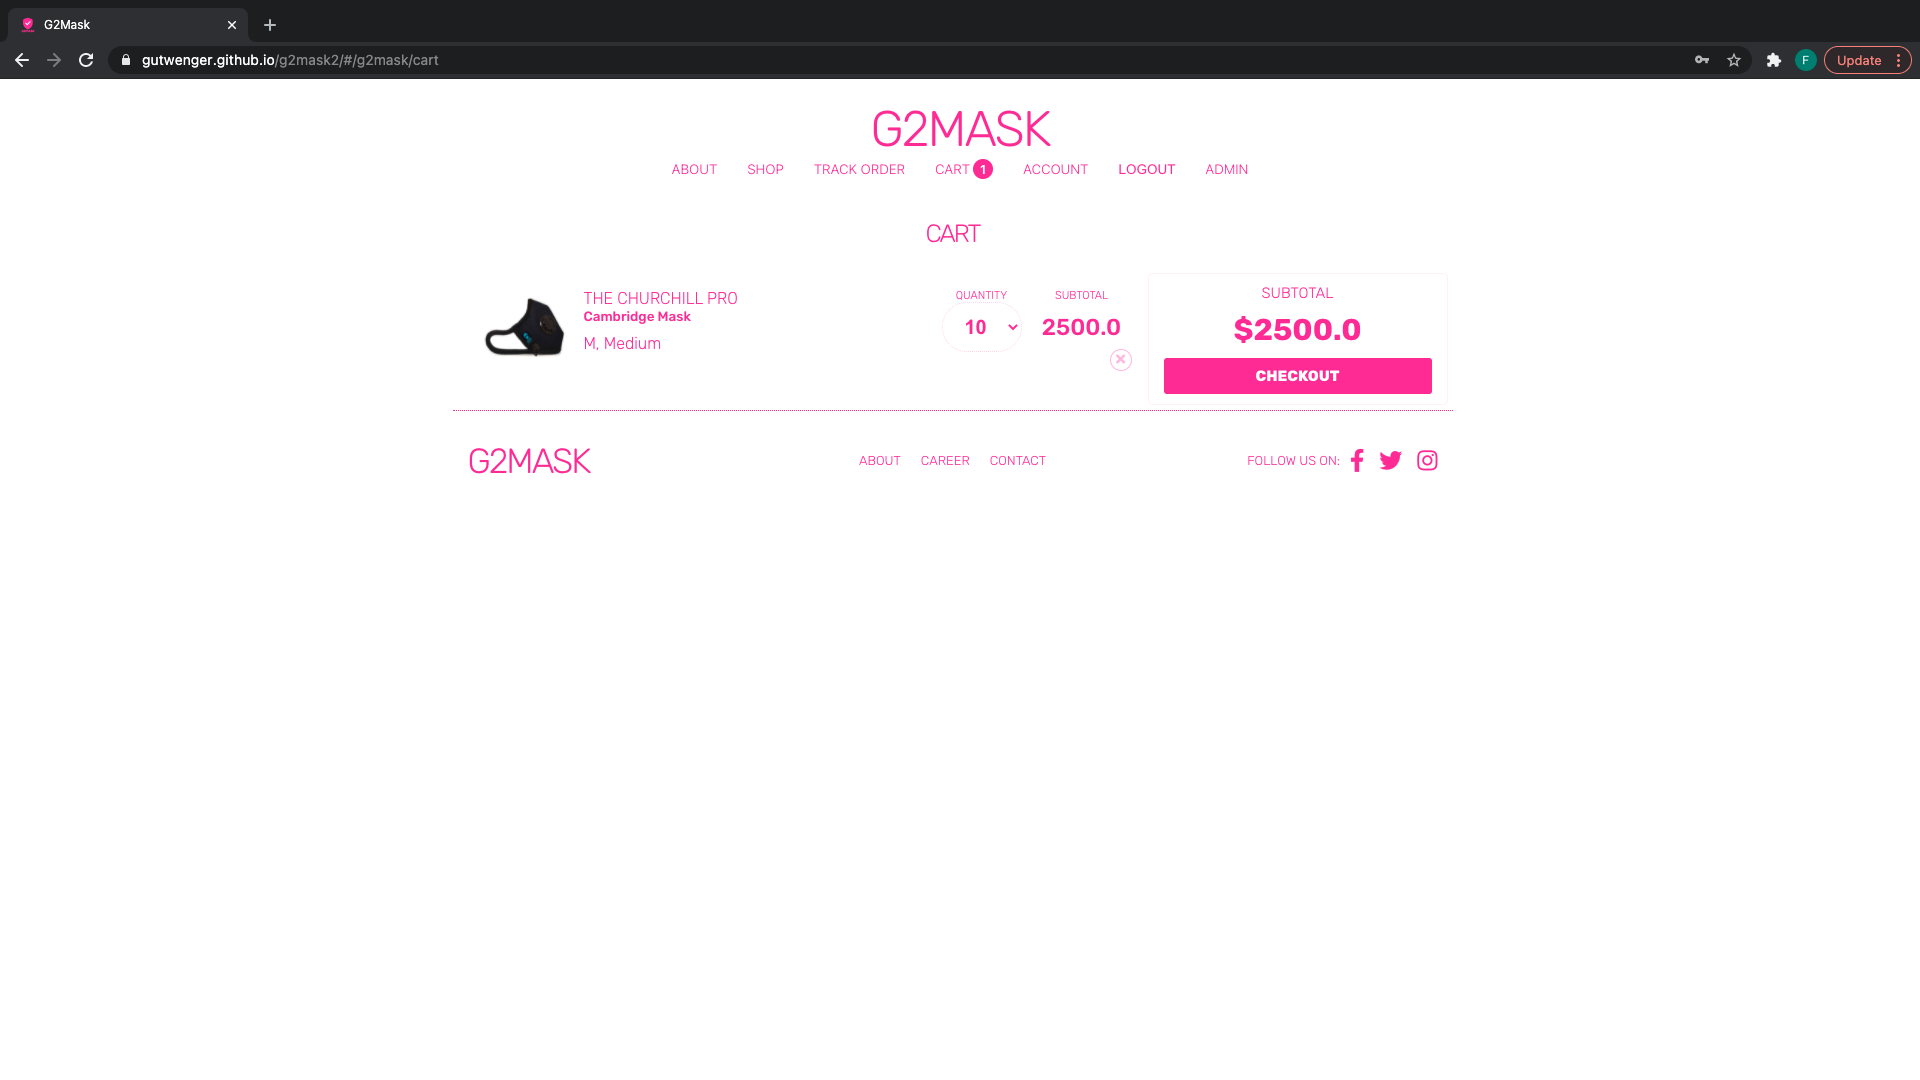 G2Mask
gutwenger.github.io/g2mask2/#/g2mask/cart
F
Update
G2MASK
ABOUT SHOP TRACK ORDER CART 1 ACCOUNT LOGOUT ADMIN
CART
THE CHURCHILL PRO
Cambridge Mask
M, Medium
QUANTITY
10
SUBTOTAL
2500.0
SUBTOTAL
$2500.0
CHECKOUT
G2MASK
ABOUT CAREER CONTACT
FOLLOW US ON: